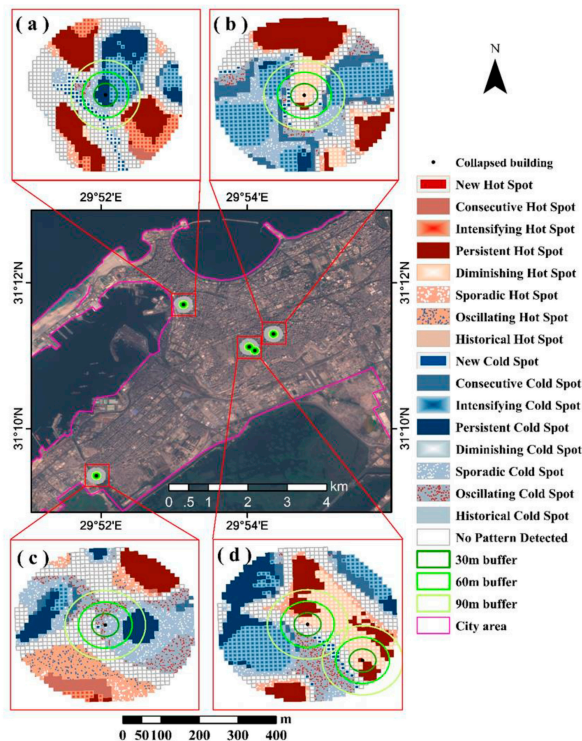 ( a )
( b )
N
29°52'E
29°54'E
31°12'N
31°12'N
31°10'N
31°10'N
km
0 .5 1 2 3 4
29°52'E
29°54'E
( c )
( d )
m
0 50100 200 300 400
Collapsed building
New Hot Spot
Consecutive Hot Spot
Intensifying Hot Spot
Persistent Hot Spot
Diminishing Hot Spot
Sporadic Hot Spot
Oscillating Hot Spot
Historical Hot Spot
New Cold Spot
Consecutive Cold Spot
Intensifying Cold Spot
Persistent Cold Spot
Diminishing Cold Spot
Sporadic Cold Spot
Oscillating Cold Spot
Historical Cold Spot
No Pattern Detected
30m buffer
60m buffer
90m buffer
City area